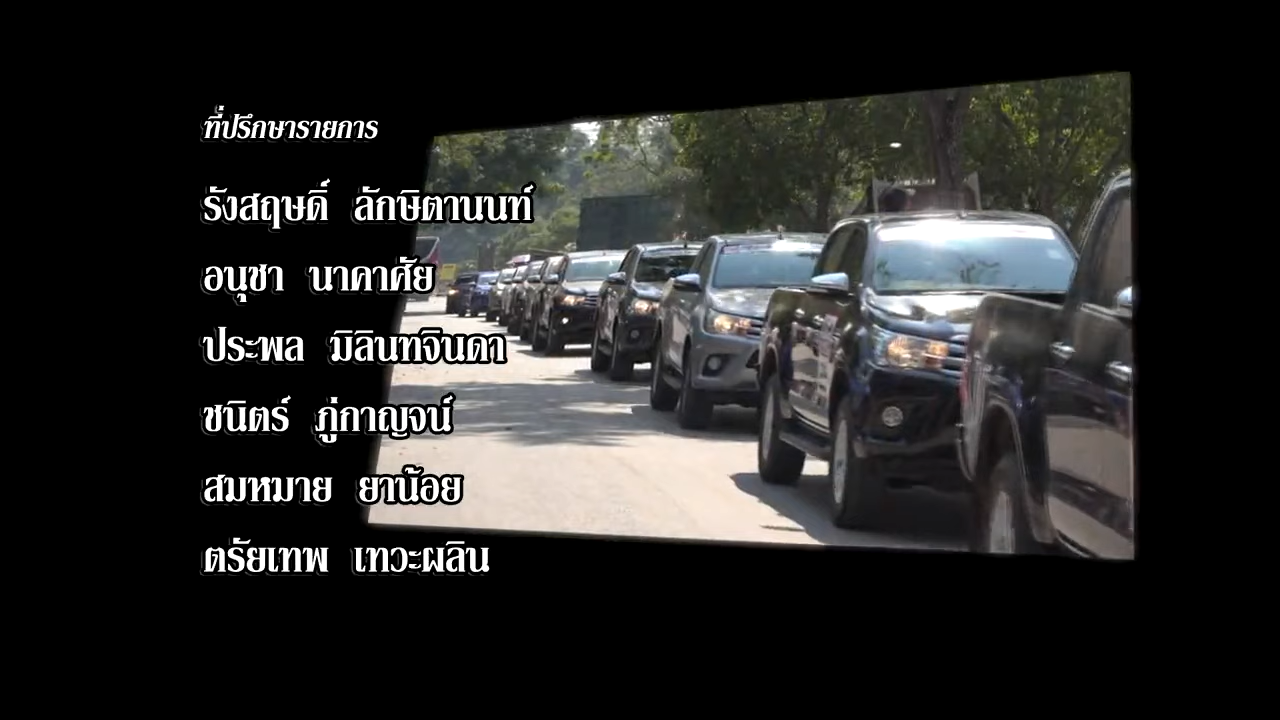 ที่ปรึกษารายการ
รังสฤษดิ์ ลักษิตานนท์
อนุชา นาคาศัย
ประพล มิลินทจินดา
ชนิตร์ ภู่กาญจน์
สมหมาย ยาน้อย
ตรัยเทพ เทวะผลิน